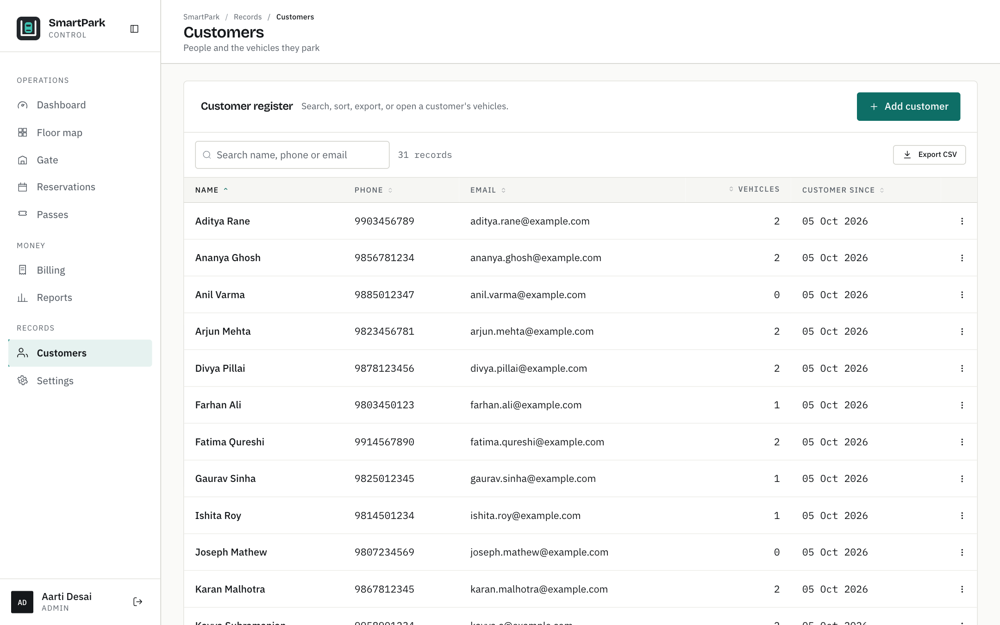 SmartPark
CONTROL
OPERATIONS
Dashboard
Floor map
Gate
Reservations
Passes
MONEY
Billing
Reports
RECORDS
Customers
Settings
AD
Aarti Desai
ADMIN
SmartPark / Records / Customers
Customers
People and the vehicles they park
Customer register Search, sort, export, or open a customer's vehicles.
+ Add customer
Search name, phone or email 31 records Export CSV
NAME PHONE EMAIL VEHICLES CUSTOMER SINCE
Aditya Rane 9903456789 aditya.rane@example.com 2 05 Oct 2026
Ananya Ghosh 9856781234 ananya.ghosh@example.com 2 05 Oct 2026
Anil Varma 9885012347 anil.varma@example.com 0 05 Oct 2026
Arjun Mehta 9823456781 arjun.mehta@example.com 2 05 Oct 2026
Divya Pillai 9878123456 divya.pillai@example.com 2 05 Oct 2026
Farhan Ali 9803450123 farhan.ali@example.com 1 05 Oct 2026
Fatima Qureshi 9914567890 fatima.qureshi@example.com 2 05 Oct 2026
Gaurav Sinha 9825012345 gaurav.sinha@example.com 1 05 Oct 2026
Ishita Roy 9814501234 ishita.roy@example.com 1 05 Oct 2026
Joseph Mathew 9807234569 joseph.mathew@example.com 0 05 Oct 2026
Karan Malhotra 9867812345 karan.malhotra@example.com 2 05 Oct 2026
05 Oct 2026